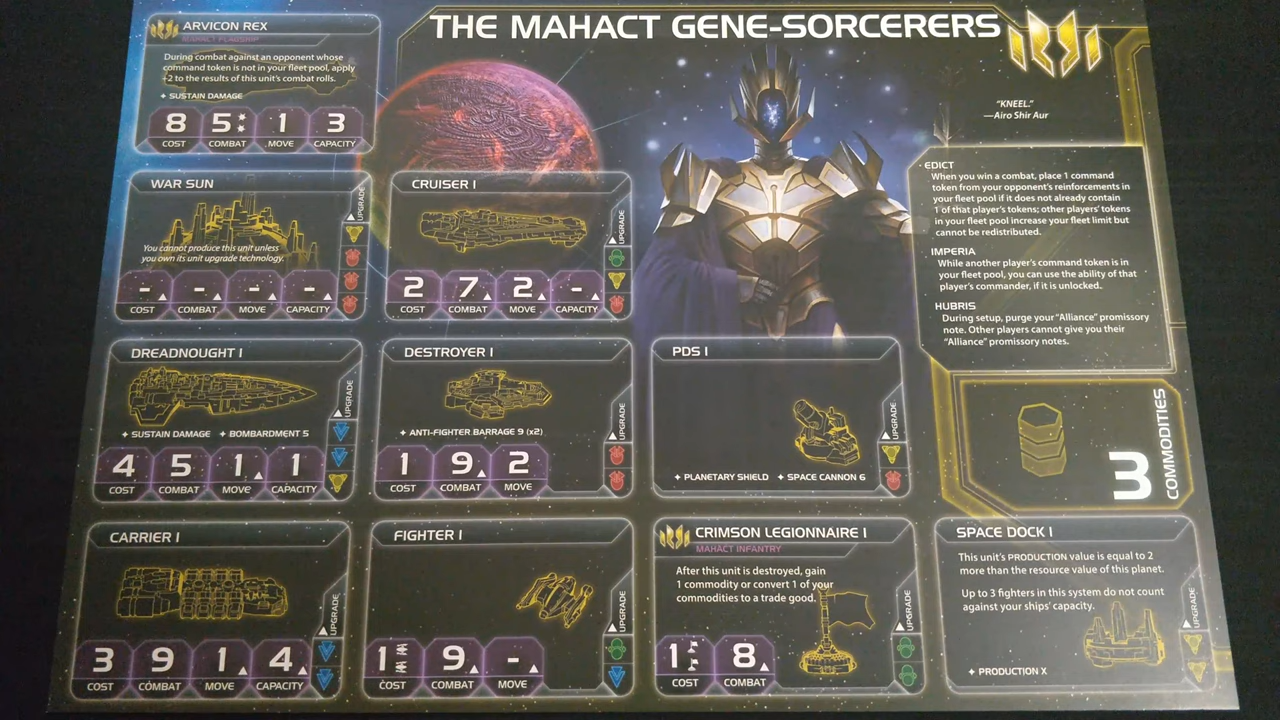 THE MAHACT GENE-SORCERERS
"KNEEL."
—Airo Shir Aur
ARVICON REX
MAHACT FLAGSHIP
During combat against an opponent whose
command token is not in your fleet pool, apply
+2 to the results of this unit's combat rolls.
SUSTAIN DAMAGE
8 5 1 3
COST COMBAT MOVE CAPACITY
WAR SUN
You cannot produce this unit unless
you own its unit upgrade technology.
- - - -
COST COMBAT MOVE CAPACITY
UPGRADE
CRUISER I
2 7 2 -
COST COMBAT MOVE CAPACITY
UPGRADE
EDICT
When you win a combat, place 1 command
token from your opponent's reinforcements in
your fleet pool if it does not already contain
1 of that player's tokens; other players' tokens
in your fleet pool increase your fleet limit but
cannot be redistributed.
IMPERIA
While another player's command token is in
your fleet pool, you can use the ability of that
player's commander, if it is unlocked.
HUBRIS
During setup, purge your "Alliance" promissory
note. Other players cannot give you their
"Alliance" promissory notes.
DREADNOUGHT I
SUSTAIN DAMAGE BOMBARDMENT 5
4 5 1 1
COST COMBAT MOVE CAPACITY
UPGRADE
DESTROYER I
ANTI-FIGHTER BARRAGE 9 (x2)
1 9 2
COST COMBAT MOVE
UPGRADE
PDS I
PLANETARY SHIELD SPACE CANNON 6
UPGRADE
3
COMMODITIES
CARRIER I
3 9 1 4
COST COMBAT MOVE CAPACITY
UPGRADE
FIGHTER I
1 9 -
COST COMBAT MOVE
UPGRADE
CRIMSON LEGIONNAIRE I
MAHACT INFANTRY
After this unit is destroyed, gain
1 commodity or convert 1 of your
commodities to a trade good.
1 8
COST COMBAT
UPGRADE
SPACE DOCK I
This unit's PRODUCTION value is equal to 2
more than the resource value of this planet.
Up to 3 fighters in this system do not count
against your ships' capacity.
PRODUCTION X
UPGRADE